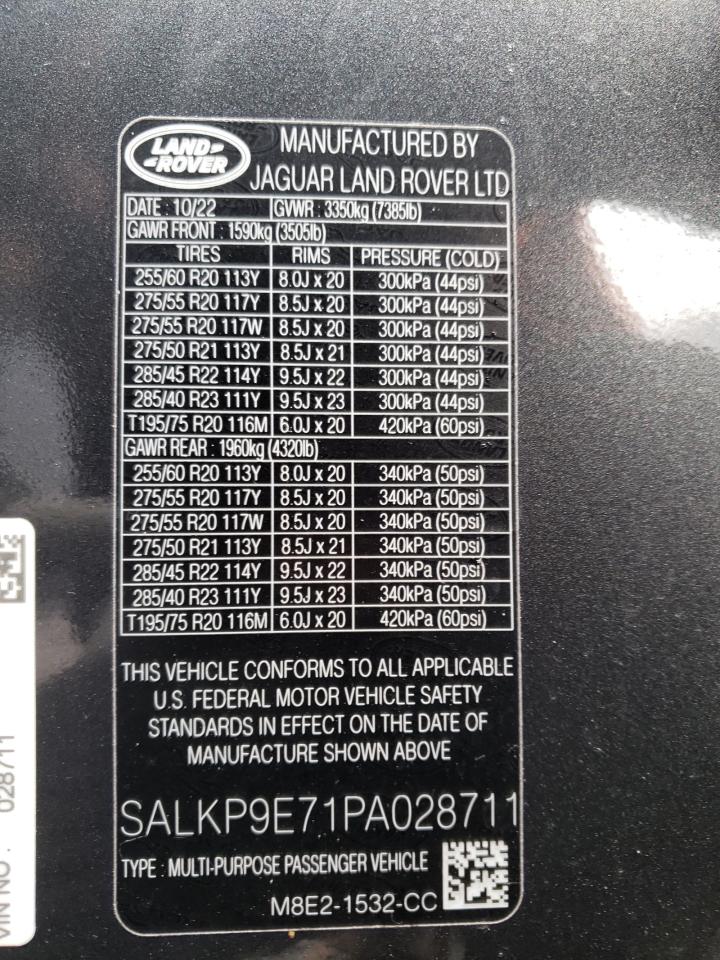 LAND
ROVER
MANUFACTURED BY
JAGUAR LAND ROVER LTD
DATE : 10/22 GVWR : 3350kg (7385lb)
GAWR FRONT : 1590kg (3505lb)
TIRES RIMS PRESSURE (COLD)
255/60 R20 113Y 8.0J x 20 300kPa (44psi)
275/55 R20 117Y 8.5J x 20 300kPa (44psi)
275/55 R20 117W 8.5J x 20 300kPa (44psi)
275/50 R21 113Y 8.5J x 21 300kPa (44psi)
285/45 R22 114Y 9.5J x 22 300kPa (44psi)
285/40 R23 111Y 9.5J x 23 300kPa (44psi)
T195/75 R20 116M 6.0J x 20 420kPa (60psi)
GAWR REAR : 1960kg (4320lb)
255/60 R20 113Y 8.0J x 20 340kPa (50psi)
275/55 R20 117Y 8.5J x 20 340kPa (50psi)
275/55 R20 117W 8.5J x 20 340kPa (50psi)
275/50 R21 113Y 8.5J x 21 340kPa (50psi)
285/45 R22 114Y 9.5J x 22 340kPa (50psi)
285/40 R23 111Y 9.5J x 23 340kPa (50psi)
T195/75 R20 116M 6.0J x 20 420kPa (60psi)
THIS VEHICLE CONFORMS TO ALL APPLICABLE
U.S. FEDERAL MOTOR VEHICLE SAFETY
STANDARDS IN EFFECT ON THE DATE OF
MANUFACTURE SHOWN ABOVE
SALKP9E71PA028711
TYPE : MULTI-PURPOSE PASSENGER VEHICLE
M8E2-1532-CC
VIN NO : 028711